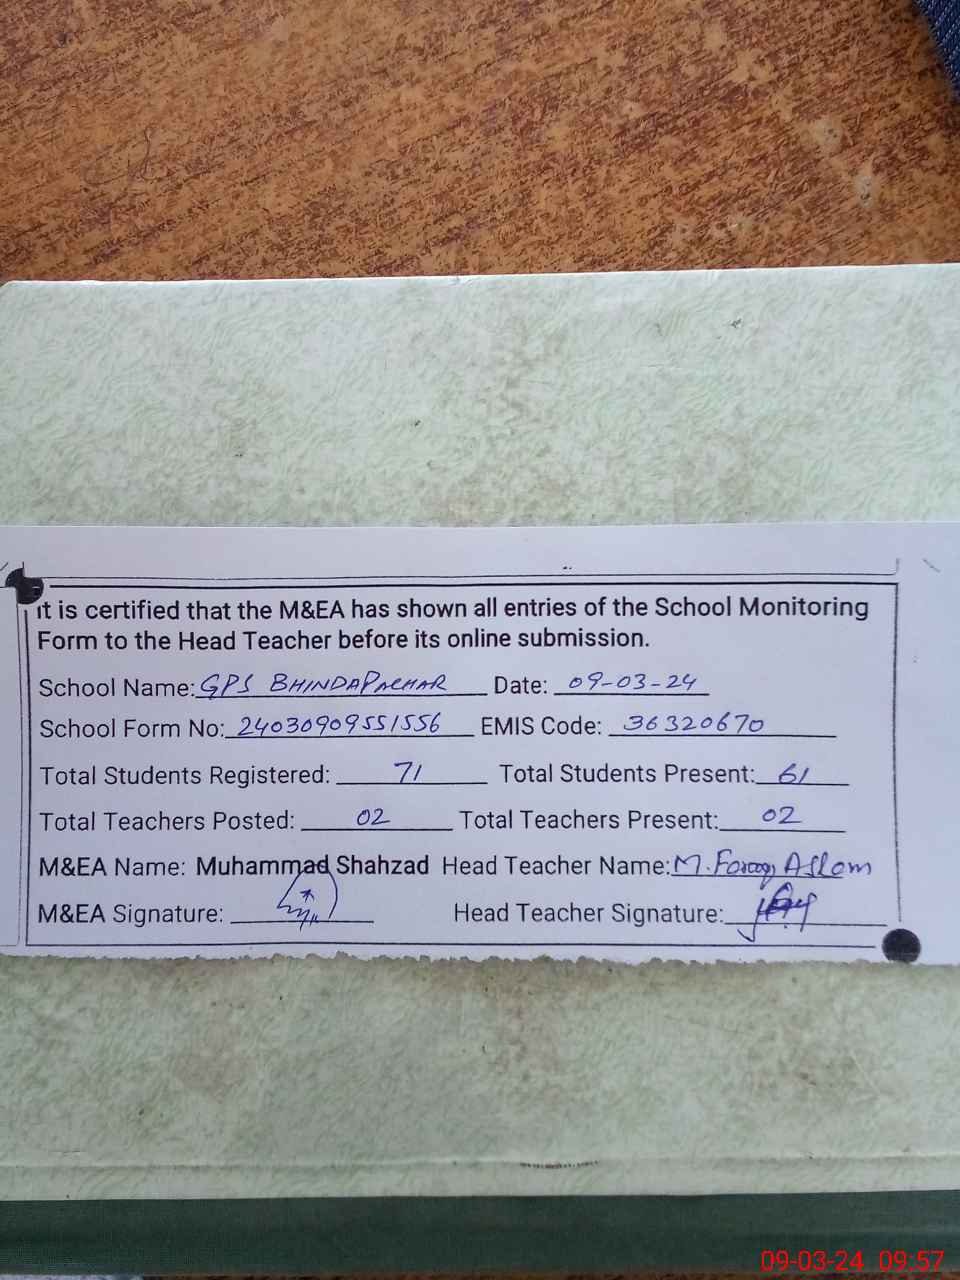 It is certified that the M&EA has shown all entries of the School Monitoring
Form to the Head Teacher before its online submission.
School Name: GPS BHINDAPACHAR Date: 09-03-24
School Form No: 24030909551556 EMIS Code: 36320670
Total Students Registered: 71 Total Students Present: 61
Total Teachers Posted: 02 Total Teachers Present: 02
M&EA Name: Muhammad Shahzad Head Teacher Name: M. Farooq Aslam
M&EA Signature: Head Teacher Signature:
09-03-24 09:57